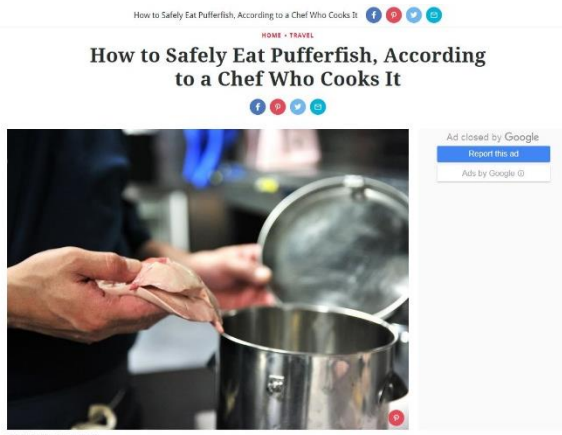 How to Safely Eat Pufferfish, According to a Chef Who Cooks It
HOME • TRAVEL
How to Safely Eat Pufferfish, According
to a Chef Who Cooks It
Ad closed by Google
Report this ad
Ads by Google